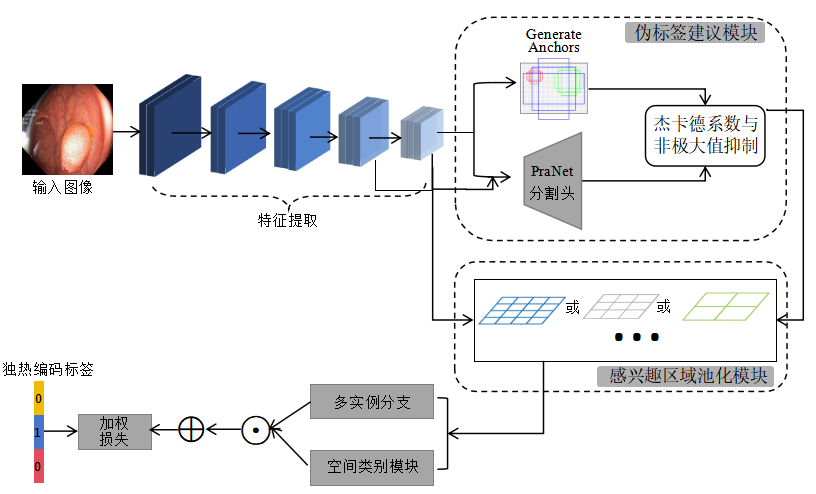 伪标签建议模块
Generate
Anchors
杰卡德系数与
非极大值抑制
PraNet
分割头
输入图像
特征提取
或
或
感兴趣区域池化模块
独热编码标签
0
1
0
加权
损失
多实例分支
空间类别模块